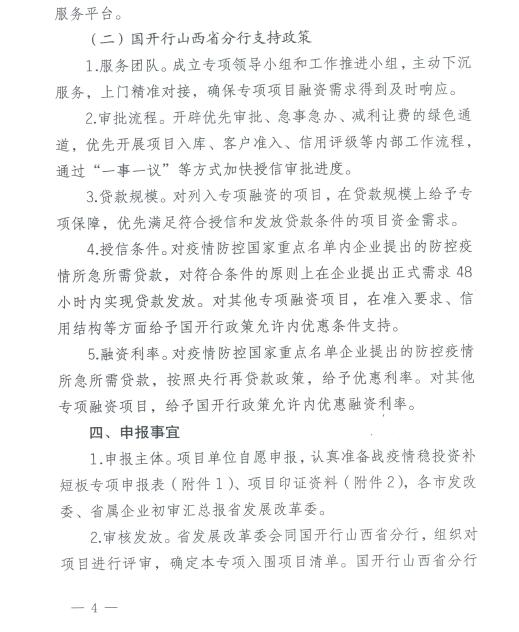 服务平台。
（二）国开行山西省分行支持政策
1.服务团队。成立专项领导小组和工作推进小组，主动下沉
服务，上门精准对接，确保专项项目融资需求得到及时响应。
2.审批流程。开辟优先审批、急事急办、减利让费的绿色通
道，优先开展项目入库、客户准入、信用评级等内部工作流程，
通过“一事一议”等方式加快授信审批进度。
3.贷款规模。对列入专项融资的项目，在贷款规模上给予专
项保障，优先满足符合授信和发放贷款条件的项目资金需求。
4.授信条件。对疫情防控国家重点名单内企业提出的防控疫
情所急所需贷款，对符合条件的原则上在企业提出正式需求 48
小时内实现贷款发放。对其他专项融资项目，在准入要求、信
用结构等方面给予国开行政策允许内优惠条件支持。
5.融资利率。对疫情防控国家重点名单企业提出的防控疫情
所急所需贷款，按照央行再贷款政策，给予优惠利率。对其他
专项融资项目，给予国开行政策允许内优惠融资利率。
四、申报事宜
1.申报主体。项目单位自愿申报，认真准备战疫情稳投资补
短板专项申报表（附件1）、项目印证资料（附件2），各市发改
委、省属企业初审汇总报省发展改革委。
2.审核发放。省发展改革委会同国开行山西省分行，组织对
项目进行评审，确定本专项入围项目清单。国开行山西省分行
— 4 —